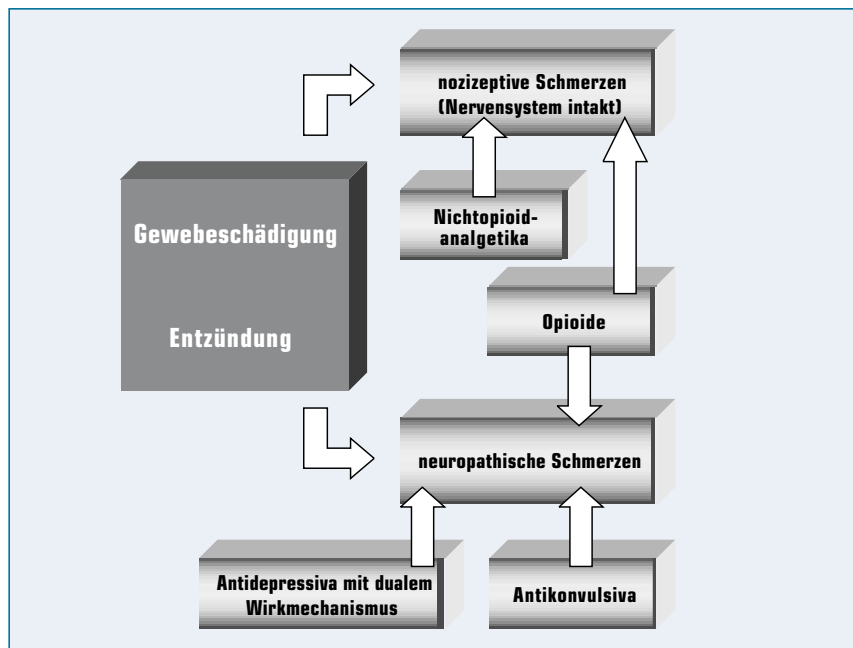 nozizeptive Schmerzen
(Nervensystem intakt)
Gewebeschädigung
Nichtopioid-
analgetika
Entzündung
Opioide
neuropathische Schmerzen
Antidepressiva mit dualem
Wirkmechanismus
Antikonvulsiva